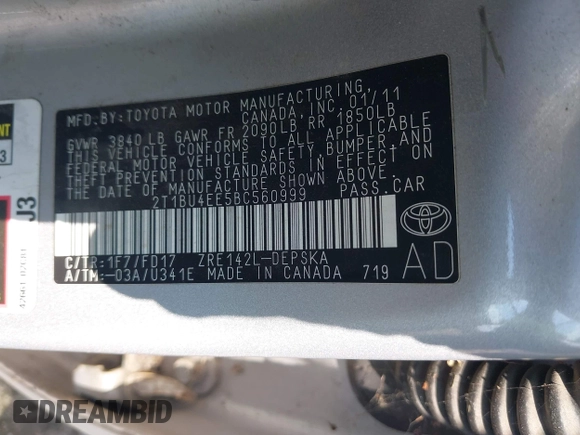 MFD.BY:TOYOTA MOTOR MANUFACTURING,
CANADA, INC. 01/11
GVWR 3840 LB GAWR FR 2090LB, RR 1850LB
THIS VEHICLE CONFORMS TO ALL APPLICABLE
FEDERAL MOTOR VEHICLE SAFETY, BUMPER, AND
THEFT PREVENTION STANDARDS IN EFFECT ON
THE DATE OF MANUFACTURE SHOWN ABOVE.
2T1BU4EE5BC560999 PASS.CAR
C/TR:1F7/FD17 ZRE142L-DEPSKA
A/TM:-03A/U341E MADE IN CANADA 719
AD
J3
DREAMBID